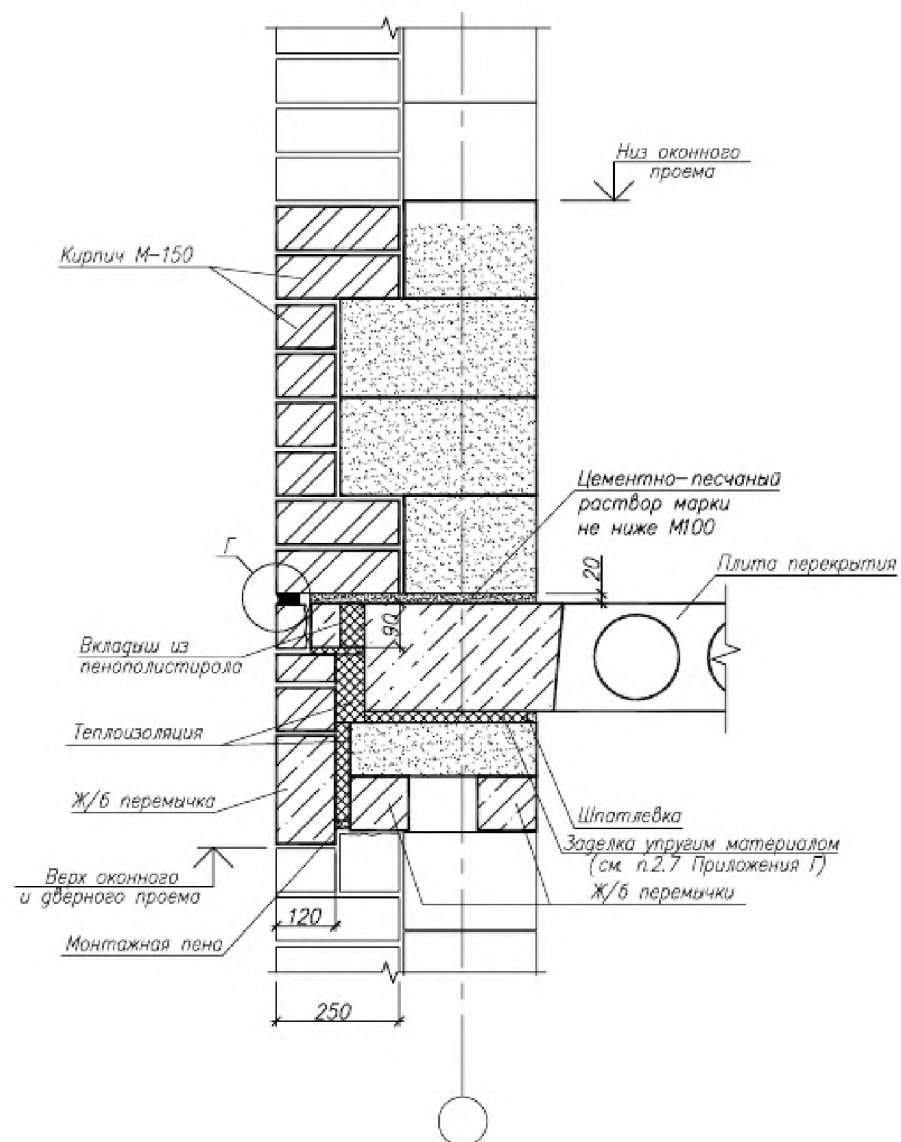 Низ оконного
проема
Кирпич М-150
Цементно-песчаный
раствор марки
не ниже М100
Г
20
Плита перекрытия
90
Вкладыш из
пенополистирола
Теплоизоляция
Ж/б перемычка
Шпатлевка
Заделка упругим материалом
(см. п.2.7 Приложения Г)
Ж/б перемычки
Верх оконного
и дверного проема
120
Монтажная пена
250